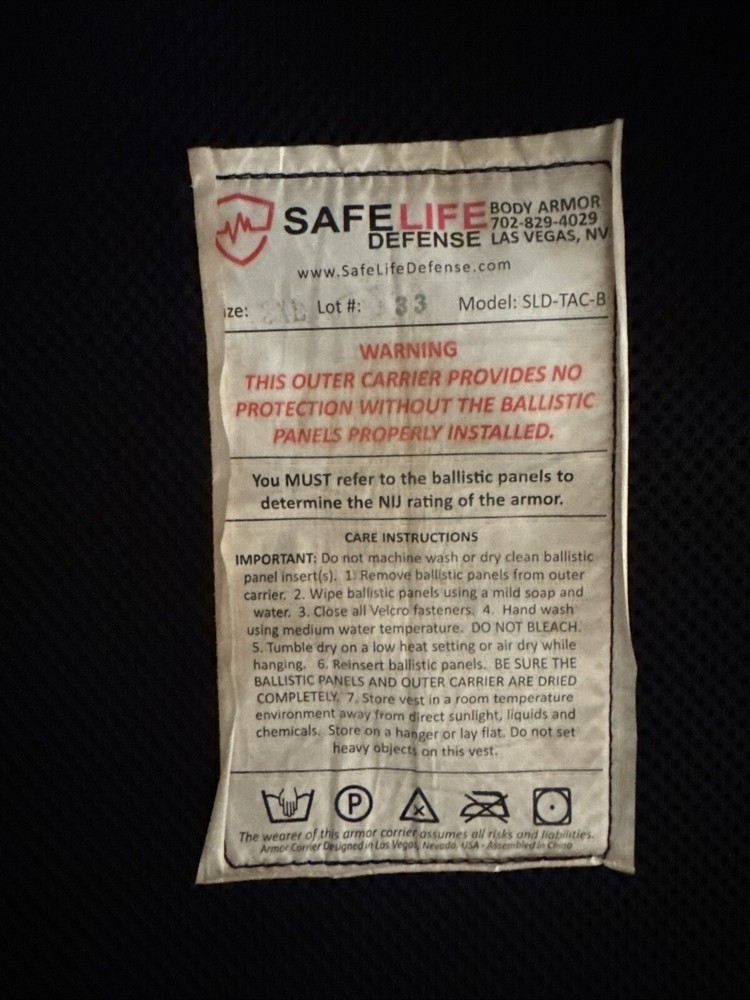 SAFELIFE BODY ARMOR
DEFENSE 702-829-4029
LAS VEGAS, NV
www.SafeLifeDefense.com
ize: 2XL Lot #: 33 Model: SLD-TAC-B
WARNING
THIS OUTER CARRIER PROVIDES NO
PROTECTION WITHOUT THE BALLISTIC
PANELS PROPERLY INSTALLED.
You MUST refer to the ballistic panels to
determine the NIJ rating of the armor.
CARE INSTRUCTIONS
IMPORTANT: Do not machine wash or dry clean ballistic
panel insert(s). 1. Remove ballistic panels from outer
carrier. 2. Wipe ballistic panels using a mild soap and
water. 3. Close all Velcro fasteners. 4. Hand wash
using medium water temperature. DO NOT BLEACH.
5. Tumble dry on a low heat setting or air dry while
hanging. 6. Reinsert ballistic panels. BE SURE THE
BALLISTIC PANELS AND OUTER CARRIER ARE DRIED
COMPLETELY. 7. Store vest in a room temperature
environment away from direct sunlight, liquids and
chemicals. Store on a hanger or lay flat. Do not set
heavy objects on this vest.
P
The wearer of this armor carrier assumes all risks and liabilities.
Armor Carrier Designed in Las Vegas, Nevada, USA - Assembled in China